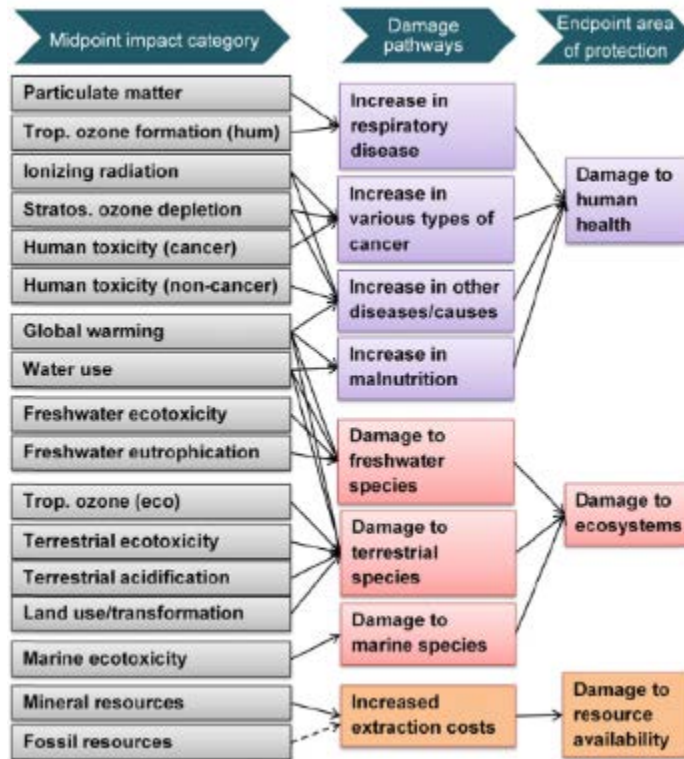 Midpoint impact category
Damage
pathways
Endpoint area
of protection
Particulate matter
Trop. ozone formation (hum)
Ionizing radiation
Stratos. ozone depletion
Human toxicity (cancer)
Human toxicity (non-cancer)
Global warming
Water use
Freshwater ecotoxicity
Freshwater eutrophication
Trop. ozone (eco)
Terrestrial ecotoxicity
Terrestrial acidification
Land use/transformation
Marine ecotoxicity
Mineral resources
Fossil resources
Increase in
respiratory
disease
Increase in
various types of
cancer
Increase in other
diseases/causes
Increase in
malnutrition
Damage to
freshwater
species
Damage to
terrestrial
species
Damage to
marine species
Increased
extraction costs
Damage to
human
health
Damage to
ecosystems
Damage to
resource
availability